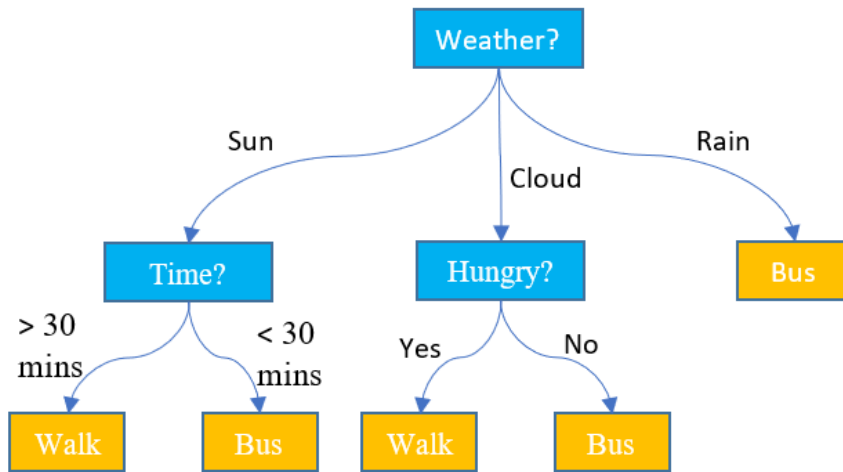 Weather?
Sun
Cloud
Rain
Time?
Hungry?
Bus
> 30
mins
< 30
mins
Yes
No
Walk
Bus
Walk
Bus